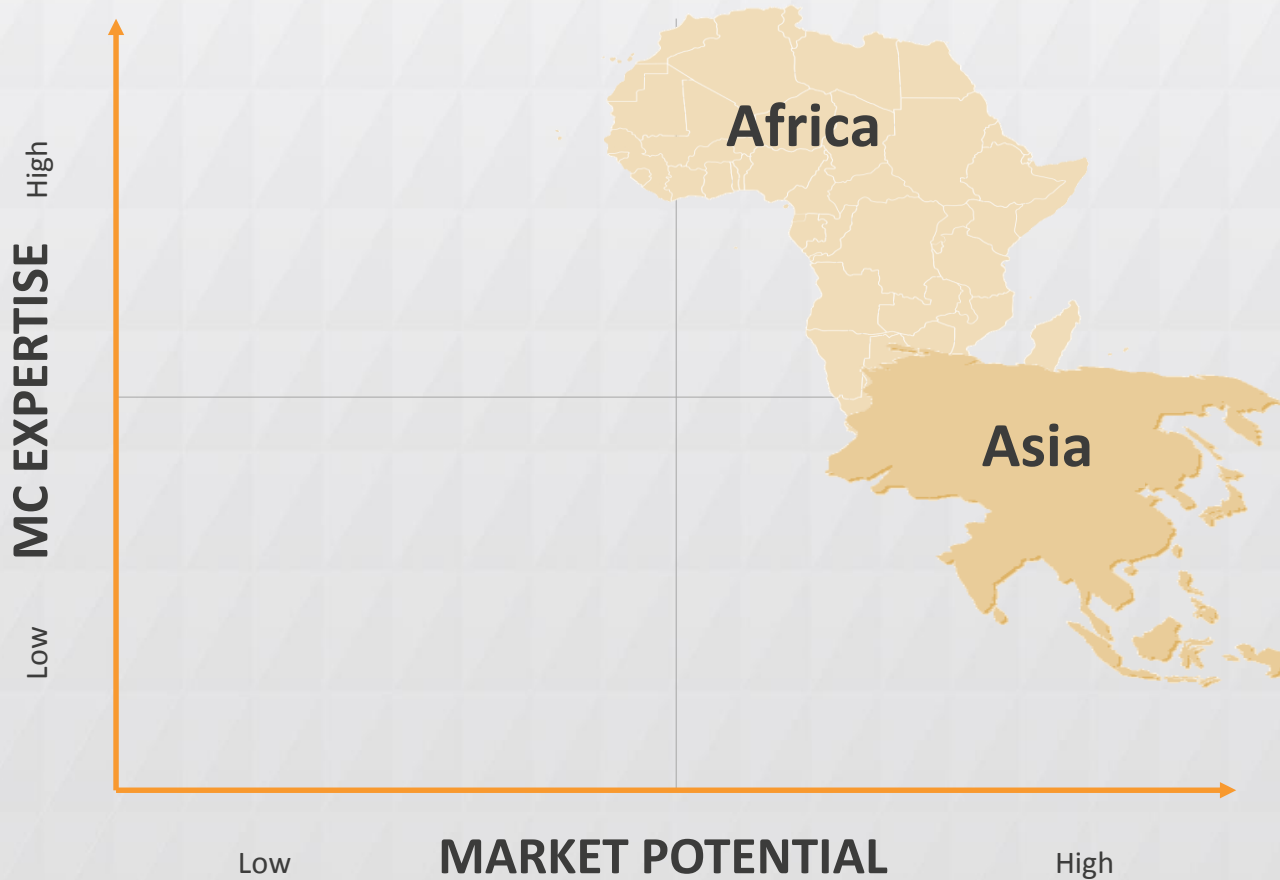 Africa
Asia
High
MC EXPERTISE
Low
Low
MARKET POTENTIAL
High